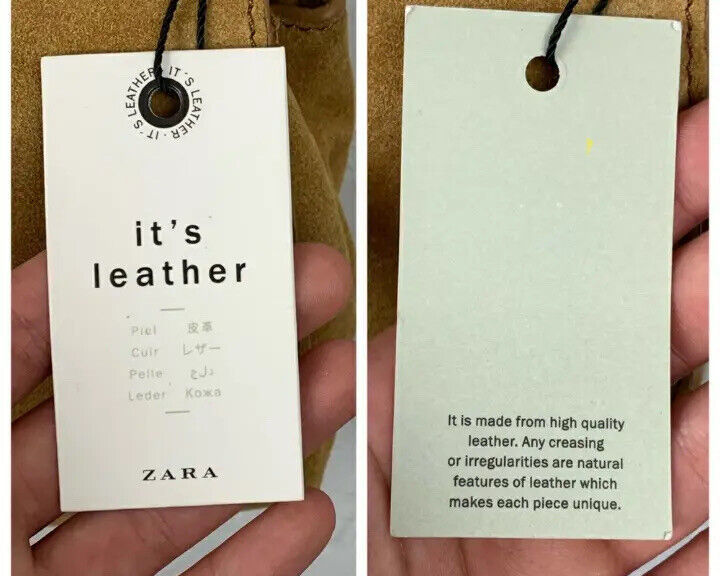 IT'S LEATHER · IT'S LEATHER ·
it's
leather
Piel 皮革
Cuir レザー
Pelle جلد
Leder Кожа
ZARA
It is made from high quality
leather. Any creasing
or irregularities are natural
features of leather which
makes each piece unique.